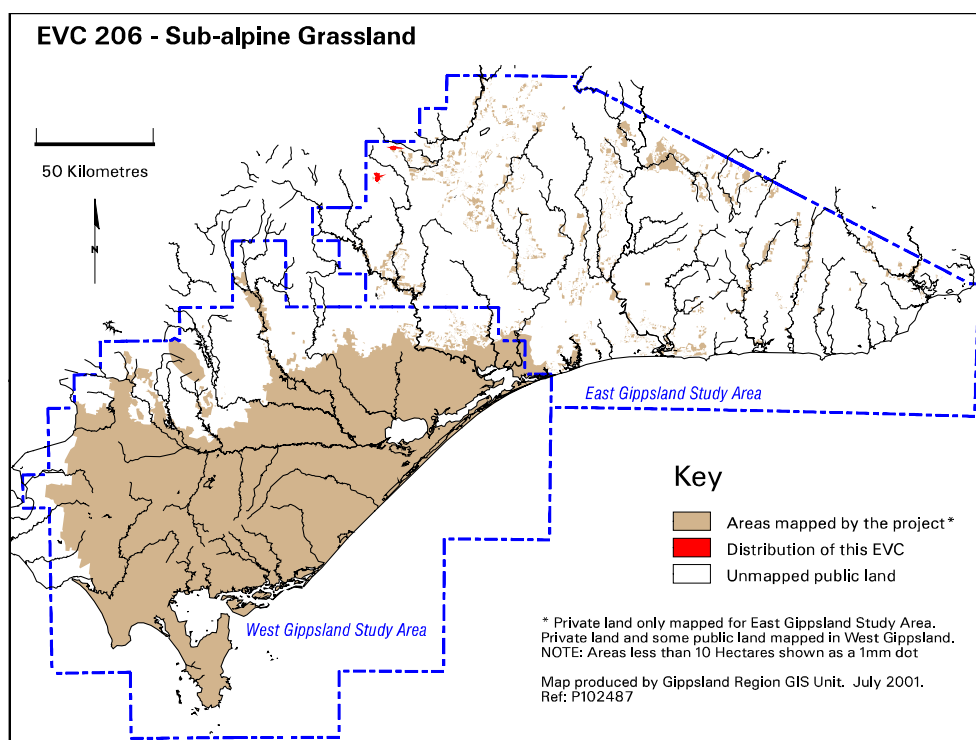 EVC 206 - Sub-alpine Grassland
50 Kilometres
N
East Gippsland Study Area
West Gippsland Study Area
Key
Areas mapped by the project*
Distribution of this EVC
Unmapped public land
* Private land only mapped for East Gippsland Study Area.
Private land and some public land mapped in West Gippsland.
NOTE: Areas less than 10 Hectares shown as a 1mm dot
Map produced by Gippsland Region GIS Unit. July 2001.
Ref: P102487